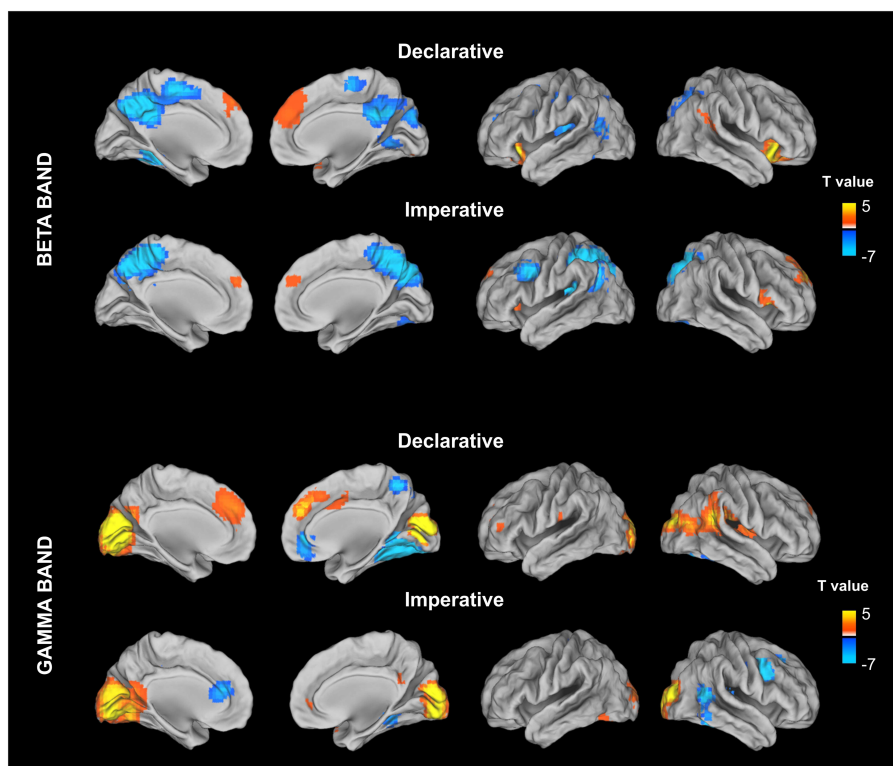 Declarative
BETA BAND
T value
5
-7
Imperative
Declarative
GAMMA BAND
T value
5
-7
Imperative